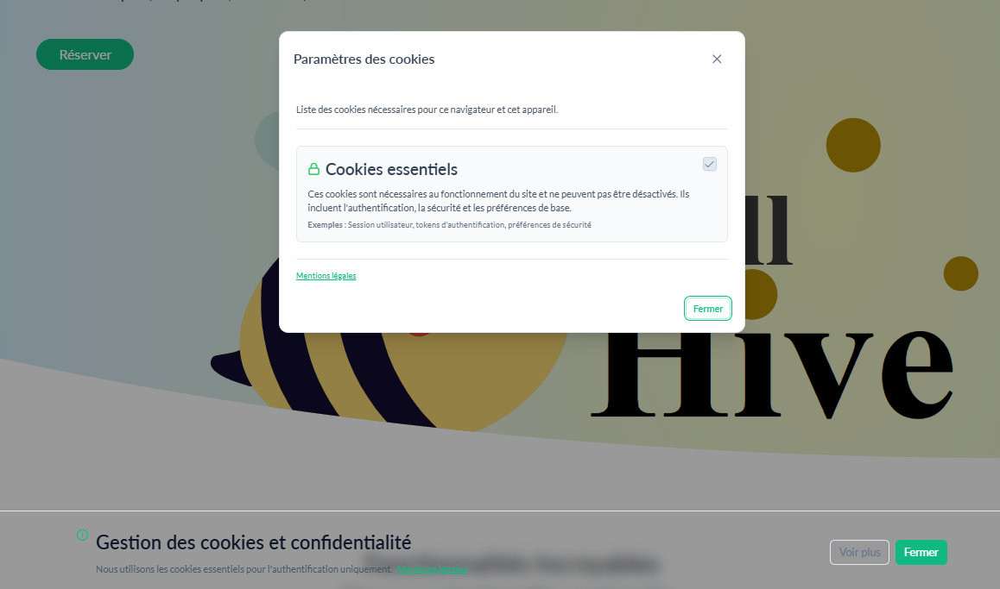 Réserver
Paramètres des cookies
Liste des cookies nécessaires pour ce navigateur et cet appareil.
Cookies essentiels
Ces cookies sont nécessaires au fonctionnement du site et ne peuvent pas être désactivés. Ils
incluent l'authentification, la sécurité et les préférences de base.
Exemples : Session utilisateur, tokens d'authentification, préférences de sécurité
Mentions légales
Fermer
ll
Hive
Gestion des cookies et confidentialité
Nous utilisons les cookies essentiels pour l'authentification uniquement. Mentions légales
Voir plus
Fermer